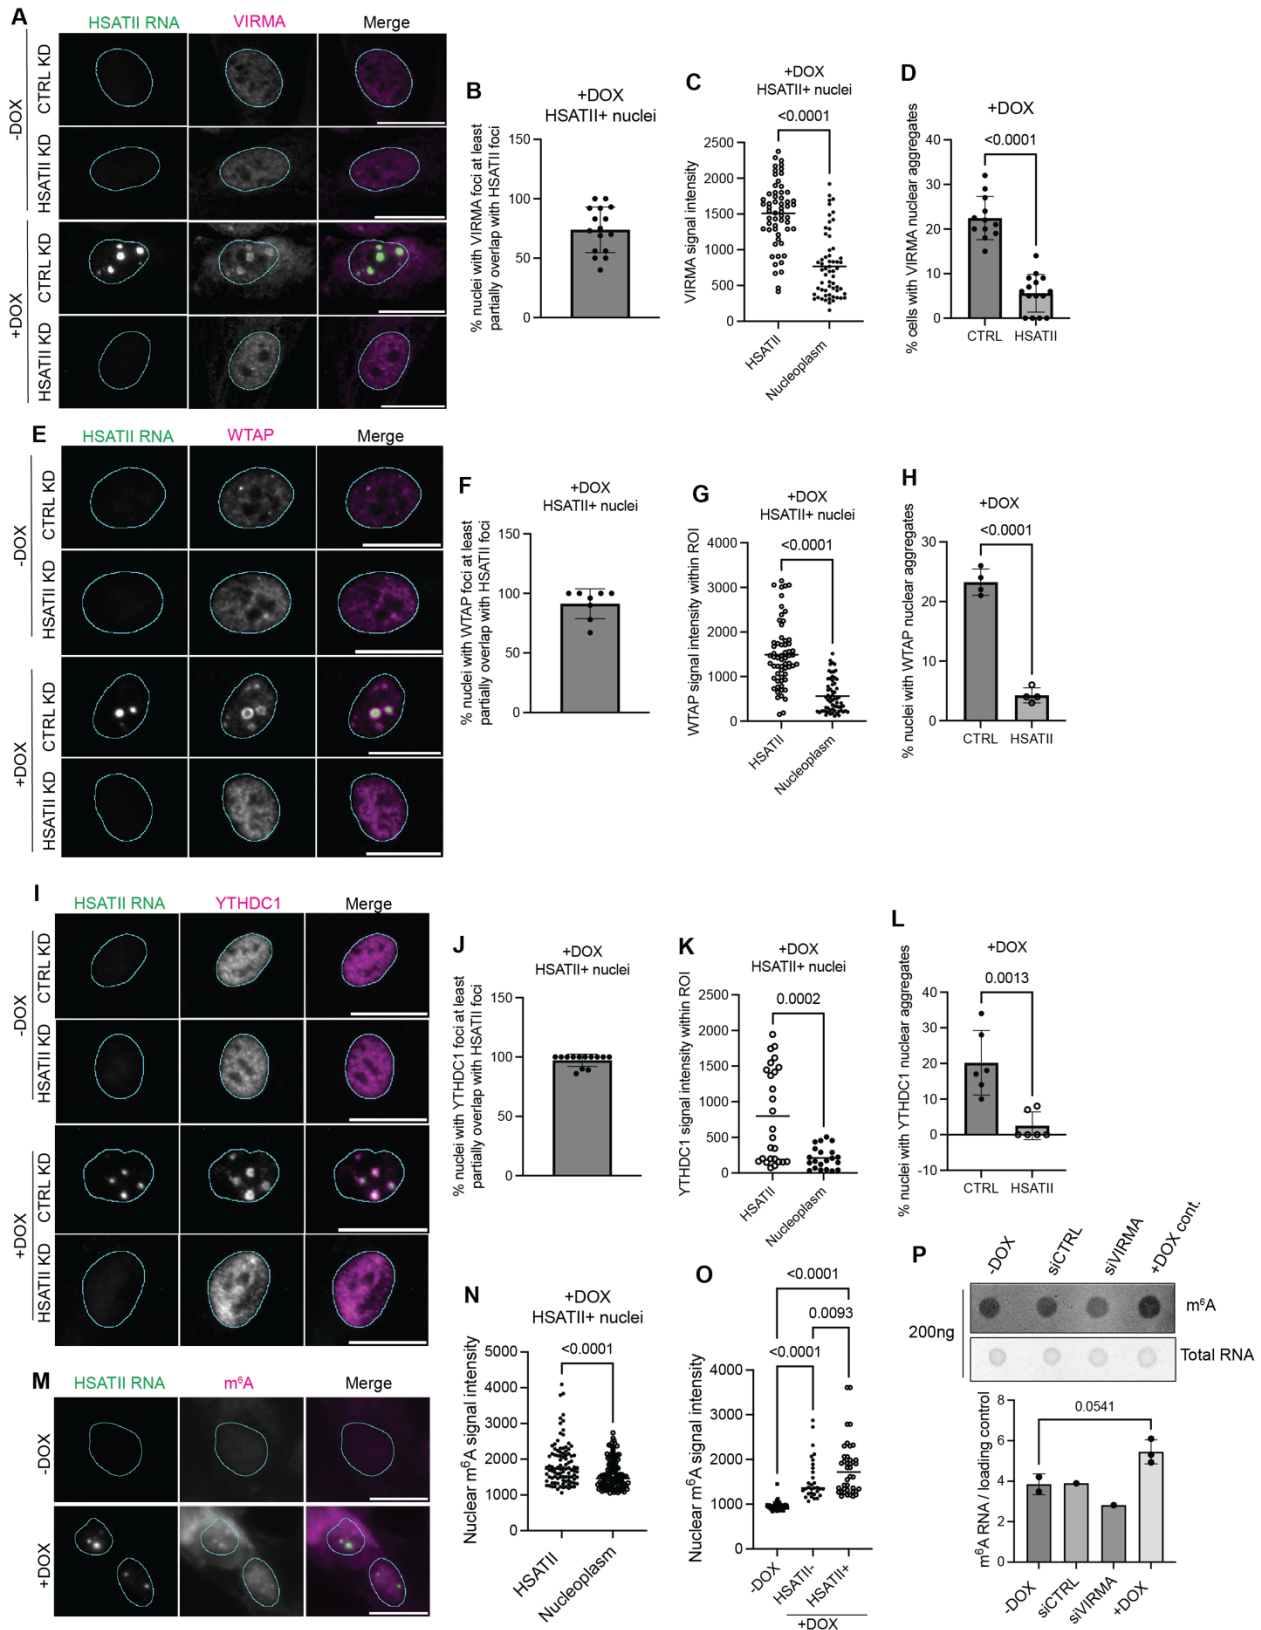 A
HSATII RNA
VIRMA
Merge
-DOX
CTRL KD
HSATII KD
+DOX
CTRL KD
HSATII KD
B
+DOX
HSATII+ nuclei
% nuclei with VIRMA foci at least
partially overlap with HSATII foci
150
100
50
0
C
+DOX
HSATII+ nuclei
<0.0001
VIRMA signal intensity
2500
2000
1500
1000
500
0
HSATII
Nucleoplasm
D
+DOX
<0.0001
% cells with VIRMA nuclear aggregates
40
30
20
10
0
CTRL
HSATII
E
HSATII RNA
WTAP
Merge
-DOX
CTRL KD
HSATII KD
+DOX
CTRL KD
HSATII KD
F
+DOX
HSATII+ nuclei
% nuclei with WTAP foci at least
partially overlap with HSATII foci
150
100
50
0
G
+DOX
HSATII+ nuclei
<0.0001
WTAP signal intensity within ROI
4000
3000
2000
1000
0
HSATII
Nucleoplasm
H
+DOX
<0.0001
% nuclei with WTAP nuclear aggregates
30
20
10
0
CTRL
HSATII
I
HSATII RNA
YTHDC1
Merge
-DOX
CTRL KD
HSATII KD
+DOX
CTRL KD
HSATII KD
J
+DOX
HSATII+ nuclei
% nuclei with YTHDC1 foci at least
partially overlap with HSATII foci
150
100
50
0
K
+DOX
HSATII+ nuclei
0.0002
YTHDC1 signal intensity within ROI
2500
2000
1500
1000
500
0
HSATII
Nucleoplasm
L
+DOX
0.0013
% nuclei with YTHDC1 nuclear aggregates
40
30
20
10
0
-10
CTRL
HSATII
M
HSATII RNA
m⁶A
Merge
-DOX
+DOX
N
+DOX
HSATII+ nuclei
<0.0001
Nuclear m⁶A signal intensity
5000
4000
3000
2000
1000
0
HSATII
Nucleoplasm
O
<0.0001
0.0093
<0.0001
Nuclear m⁶A signal intensity
4000
3000
2000
1000
0
-DOX
HSATII-
HSATII+
+DOX
P
-DOX
siCTRL
siVIRMA
+DOX cont.
200ng
m⁶A
Total RNA
0.0541
m⁶A RNA / loading control
8
6
4
2
0
-DOX
siCTRL
siVIRMA
+DOX